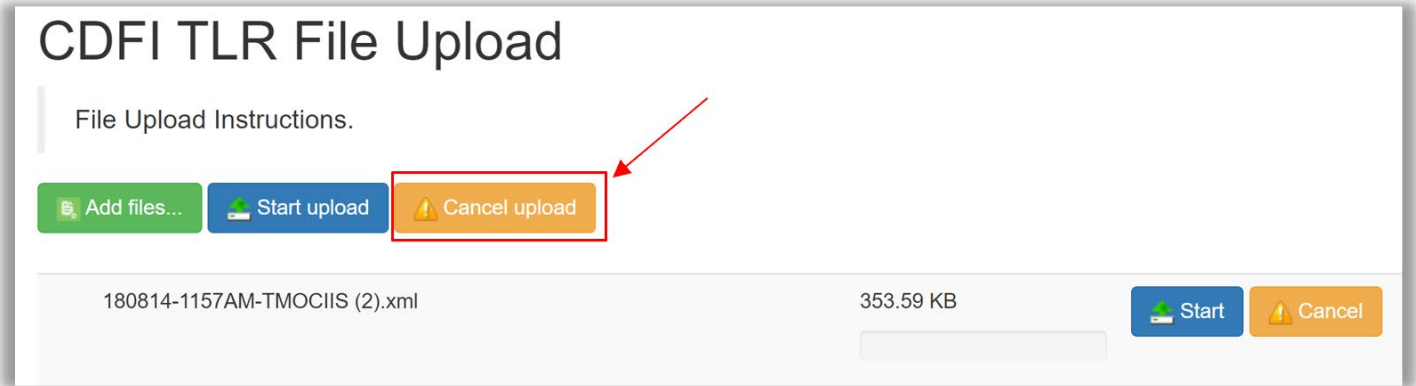 CDFI TLR File Upload
File Upload Instructions.
Add files...
Start upload
Cancel upload
180814-1157AM-TMOCIIS (2).xml
353.59 KB
Start
Cancel